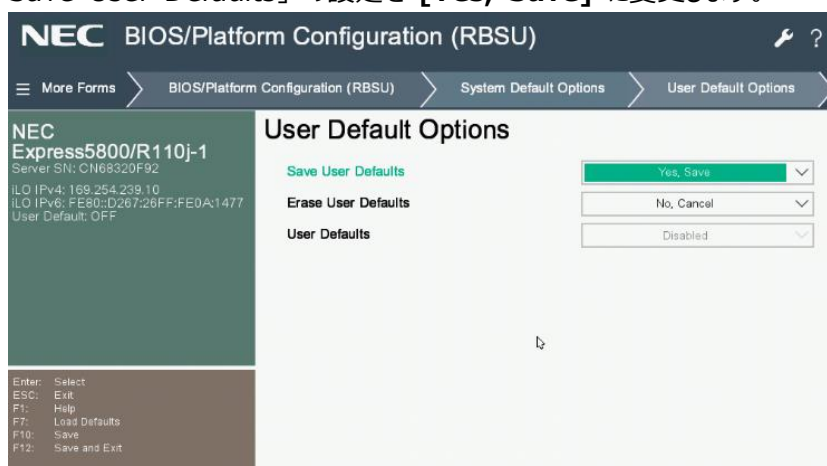 Save User Defaults」の設定を [Yes, Save] に変更します。
NEC BIOS/Platform Configuration (RBSU)
?
More Forms
BIOS/Platform Configuration (RBSU)
System Default Options
User Default Options
NEC
Express5800/R110j-1
Server SN: CN68320F92
iLO IPv4: 169.254.239.10
iLO IPv6: FE80::D267:26FF:FE0A:1477
User Default: OFF
User Default Options
Save User Defaults
Yes, Save
Erase User Defaults
No, Cancel
User Defaults
Disabled
Enter: Select
ESC: Exit
F1: Help
F7: Load Defaults
F10: Save
F12: Save and Exit